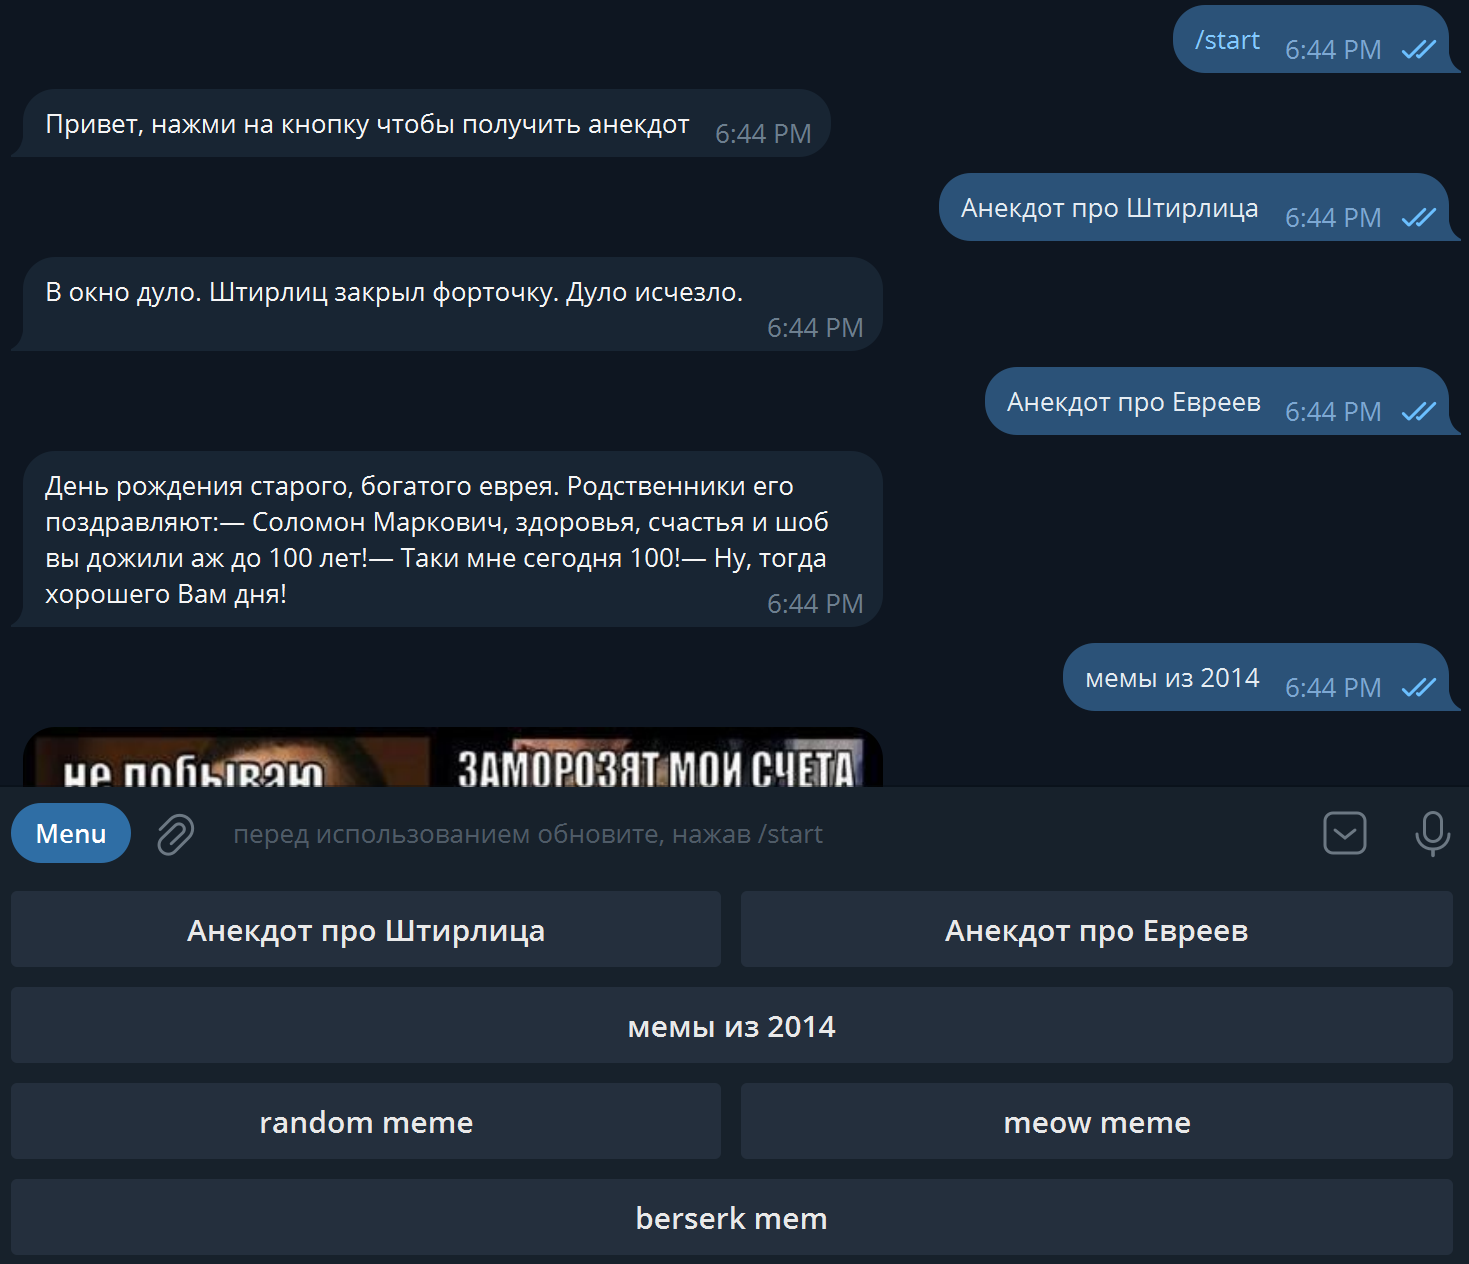 /start 6:44 PM
Привет, нажми на кнопку чтобы получить анекдот 6:44 PM
Анекдот про Штирлица 6:44 PM
В окно дуло. Штирлиц закрыл форточку. Дуло исчезло.
6:44 PM
Анекдот про Евреев 6:44 PM
День рождения старого, богатого еврея. Родственники его
поздравляют:— Соломон Маркович, здоровья, счастья и шоб
вы дожили аж до 100 лет!— Таки мне сегодня 100!— Ну, тогда
хорошего Вам дня!
6:44 PM
мемы из 2014 6:44 PM
не побываю
ЗАМОРОЗЯТ МОИ СЧЕТА
Menu
перед использованием обновите, нажав /start
Анекдот про Штирлица
Анекдот про Евреев
мемы из 2014
random meme
meow meme
berserk mem